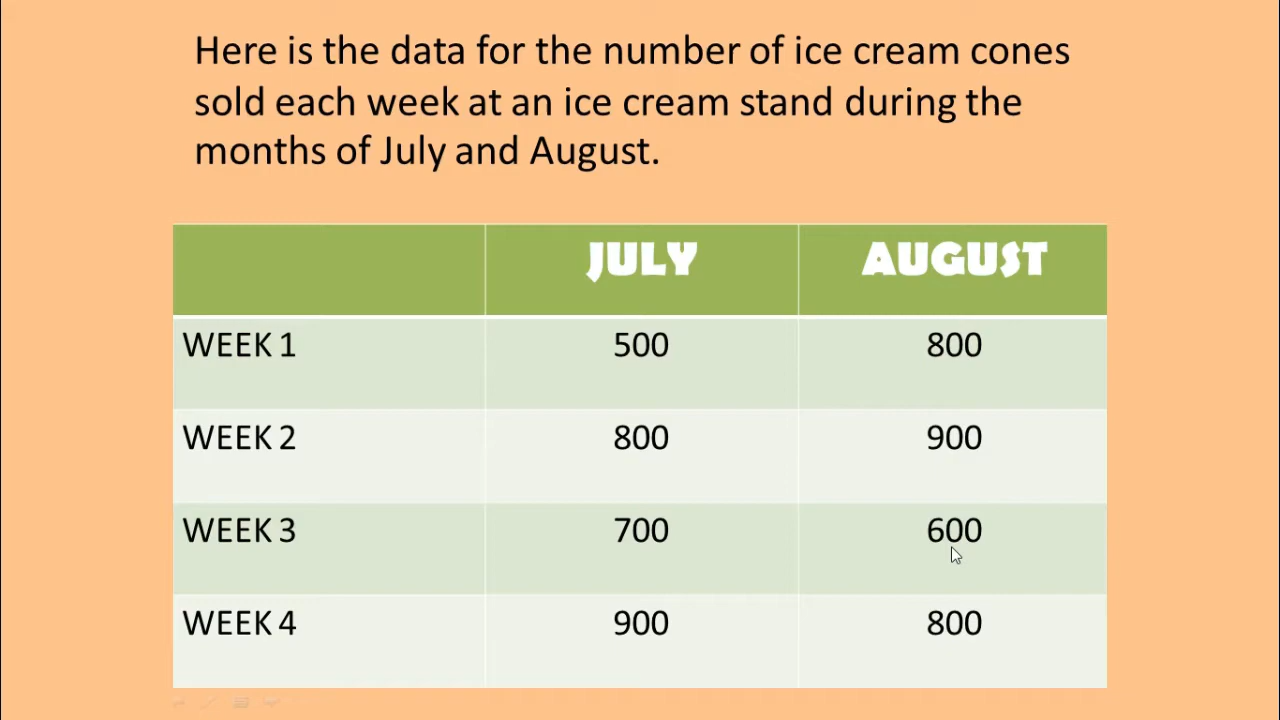 Here is the data for the number of ice cream cones
sold each week at an ice cream stand during the
months of July and August.
JULY AUGUST
WEEK 1 500 800
WEEK 2 800 900
WEEK 3 700 600
WEEK 4 900 800